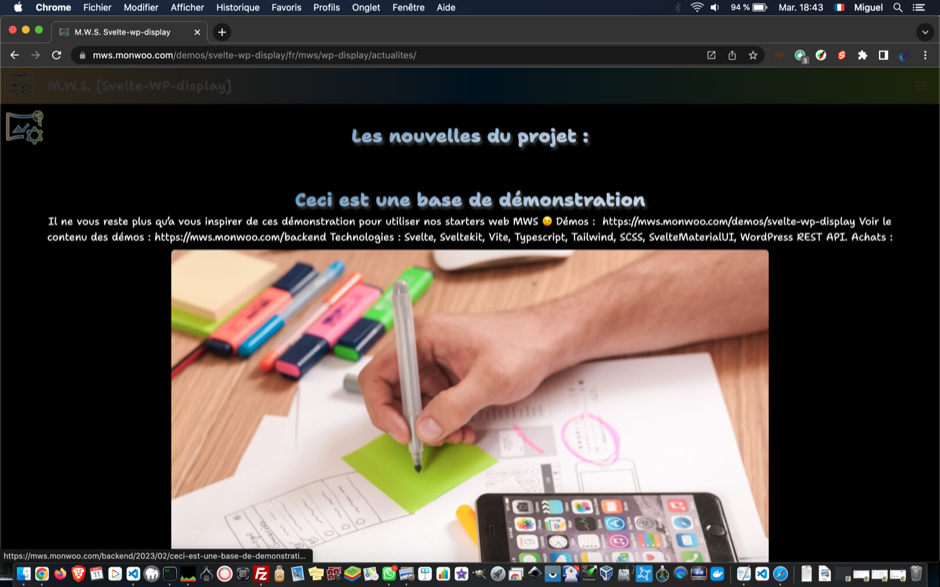 Chrome Fichier Modifier Afficher Historique Favoris Profils Onglet Fenêtre Aide 94 % Mar. 18:43 Miguel
M.W.S. Svelte-wp-display
mws.monwoo.com/demos/svelte-wp-display/fr/mws/wp-display/actualites/
M.W.S. [Svelte-WP-display]
Les nouvelles du projet :
Ceci est une base de démonstration
Il ne vous reste plus qu'a vous inspirer de ces démonstration pour utiliser nos starters web MWS 🙂 Démos : https://mws.monwoo.com/demos/svelte-wp-display Voir le
contenu des démos : https://mws.monwoo.com/backend Technologies : Svelte, Sveltekit, Vite, Typescript, Tailwind, SCSS, SvelteMaterialUI, WordPress REST API. Achats :
https://mws.monwoo.com/backend/2023/02/ceci-est-une-base-de-demonstrati...